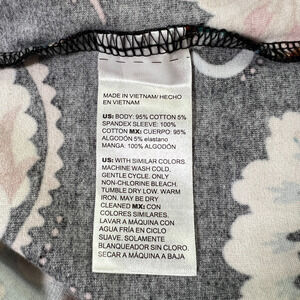 MADE IN VIETNAM/ HECHO
EN VIETNAM
US: BODY: 95% COTTON 5%
SPANDEX SLEEVE: 100%
COTTON MX: CUERPO: 95%
ALGODÓN 5% elastano
MANGA: 100% ALGODÓN
US: WITH SIMILAR COLORS.
MACHINE WASH COLD,
GENTLE CYCLE. ONLY
NON-CHLORINE BLEACH.
TUMBLE DRY LOW. WARM
IRON. MAY BE DRY
CLEANED MX: CON
COLORES SIMILARES.
LAVAR A MÁQUINA CON
AGUA FRÍA EN CICLO
SUAVE. SOLAMENTE
BLANQUEAR SIN CLORO.
SECAR A MÁQUINA A BAJA